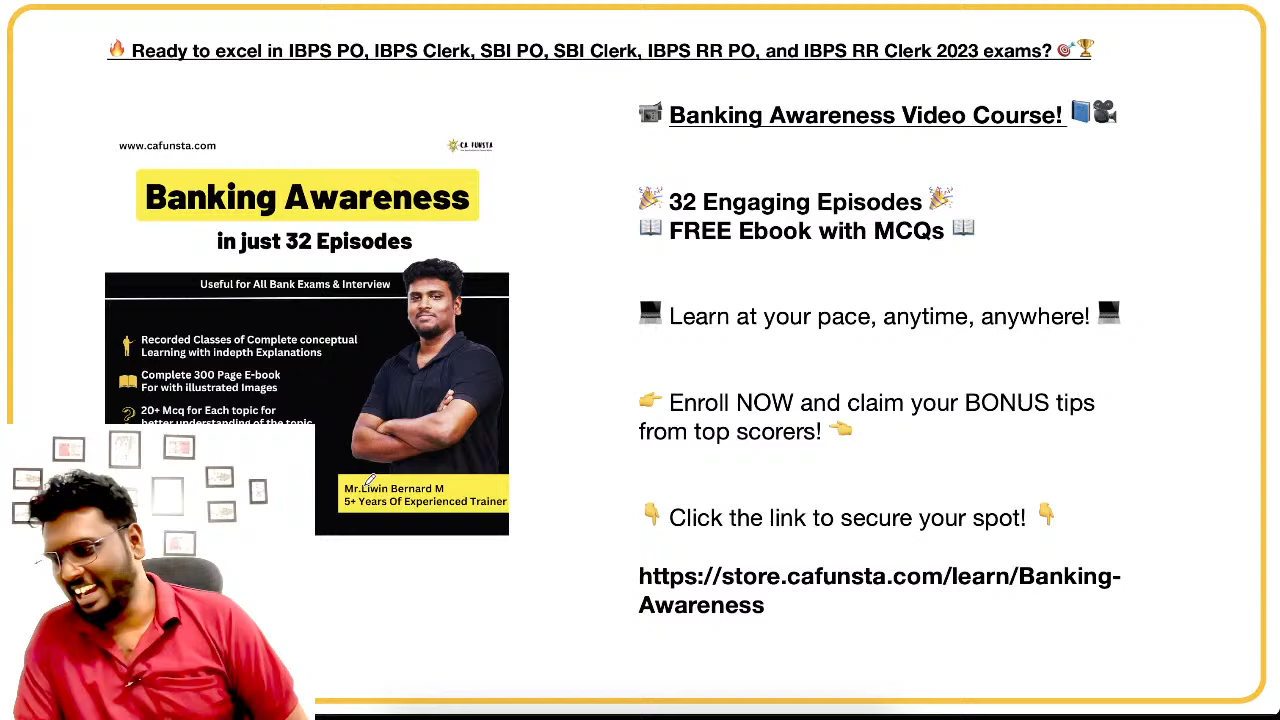 🔥 Ready to excel in IBPS PO, IBPS Clerk, SBI PO, SBI Clerk, IBPS RR PO, and IBPS RR Clerk 2023 exams? 🎯🏆
www.cafunsta.com
CA FUNSTA
Banking Awareness
in just 32 Episodes
Useful for All Bank Exams & Interview
Recorded Classes of Complete conceptual
Learning with indepth Explanations
Complete 300 Page E-book
For with illustrated Images
20+ Mcq for Each topic for
better understanding of the topic
Mr.Liwin Bernard M
5+ Years Of Experienced Trainer
📹 Banking Awareness Video Course! 📘🎥
🎉 32 Engaging Episodes 🎉
📖 FREE Ebook with MCQs 📖
💻 Learn at your pace, anytime, anywhere! 💻
👉 Enroll NOW and claim your BONUS tips
from top scorers! 👈
👇 Click the link to secure your spot! 👇
https://store.cafunsta.com/learn/Banking-
Awareness